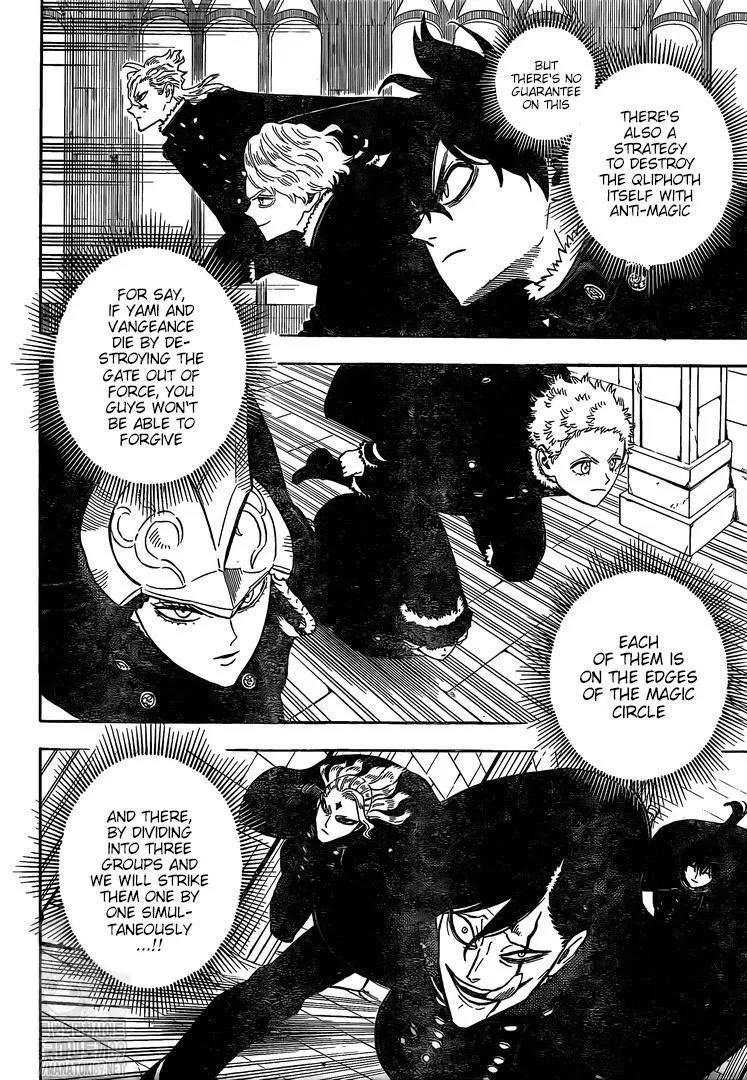 THERE'S
ALSO A
STRATEGY
TO DESTROY
THE QLIPHOTH
ITSELF WITH
ANTI-MAGIC
BUT
THERE'S NO
GUARANTEE
ON THIS
FOR SAY,
IF YAMI AND
VANGEANCE
DIE BY DE-
STROYING THE
GATE OUT OF
FORCE, YOU
GUYS WON'T
BE ABLE TO
FORGIVE
EACH
OF THEM IS
ON THE EDGES
OF THE MAGIC
CIRCLE
AND THERE,
BY DIVIDING
INTO THREE
GROUPS AND
WE WILL STRIKE
THEM ONE BY
ONE SIMUL-
TANEOUSLY
...!!